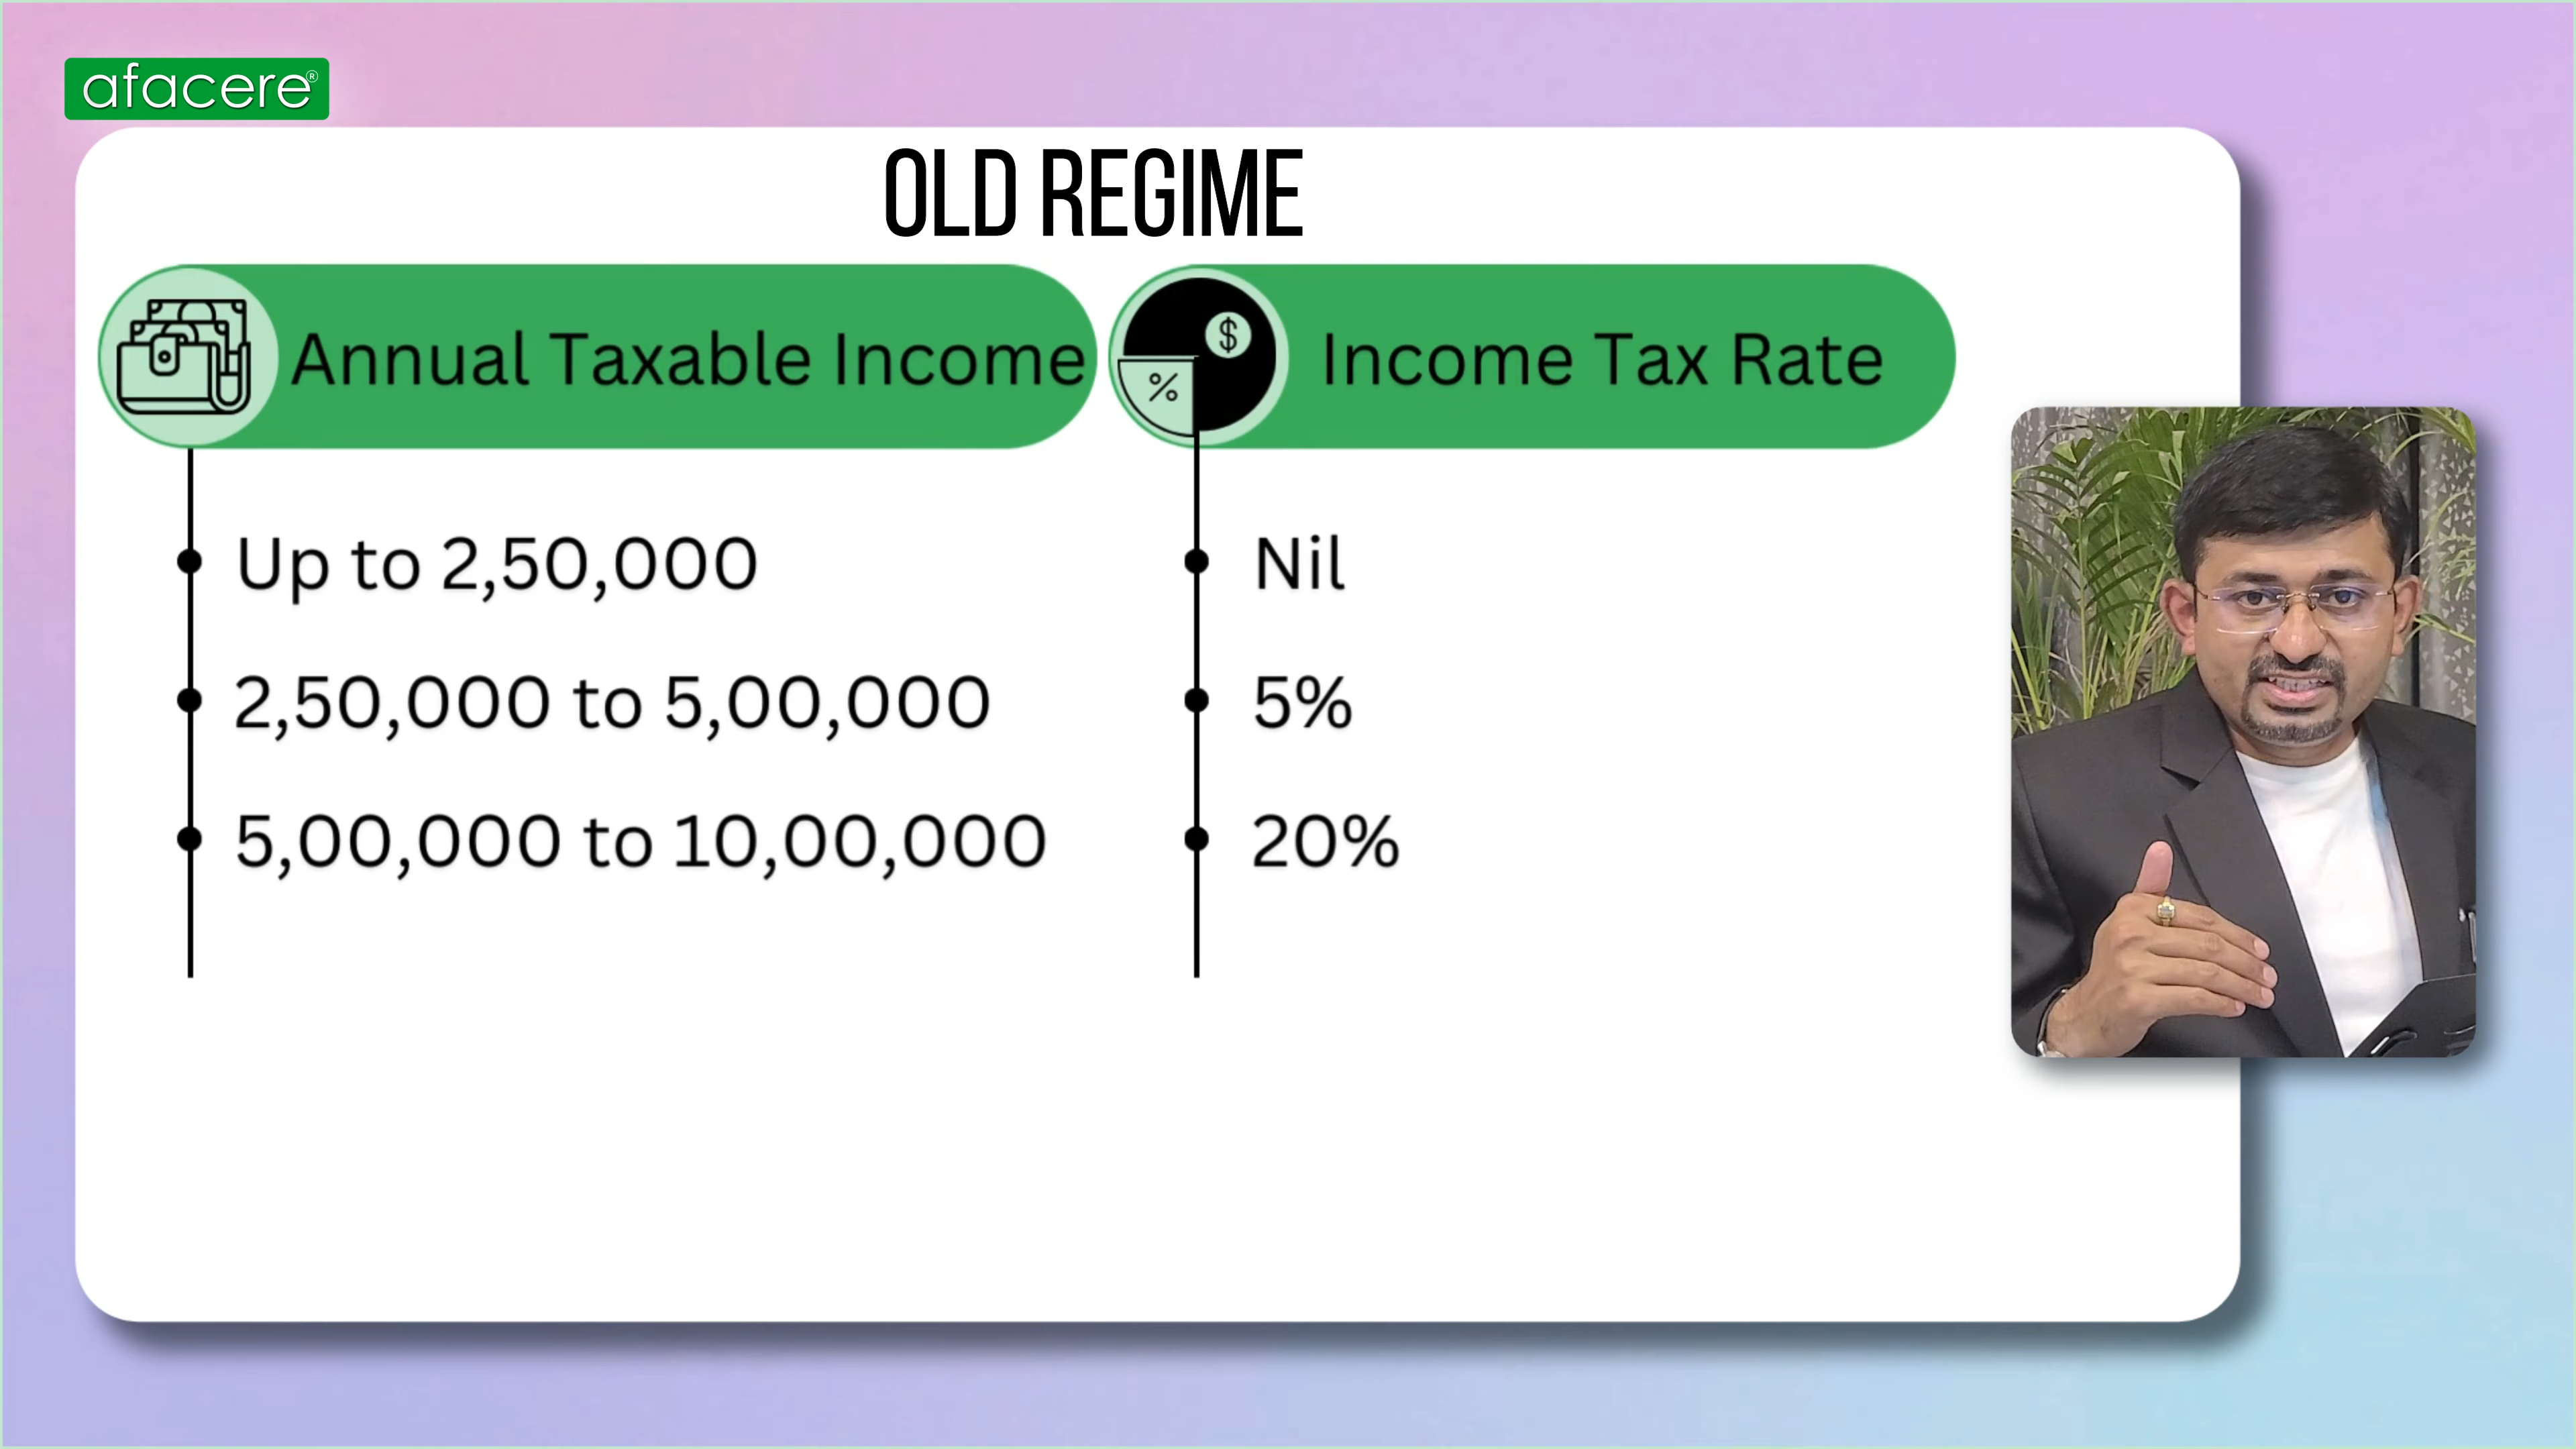 afacere®
OLD REGIME
Annual Taxable Income
$
%
Income Tax Rate
Up to 2,50,000
Nil
2,50,000 to 5,00,000
5%
5,00,000 to 10,00,000
20%